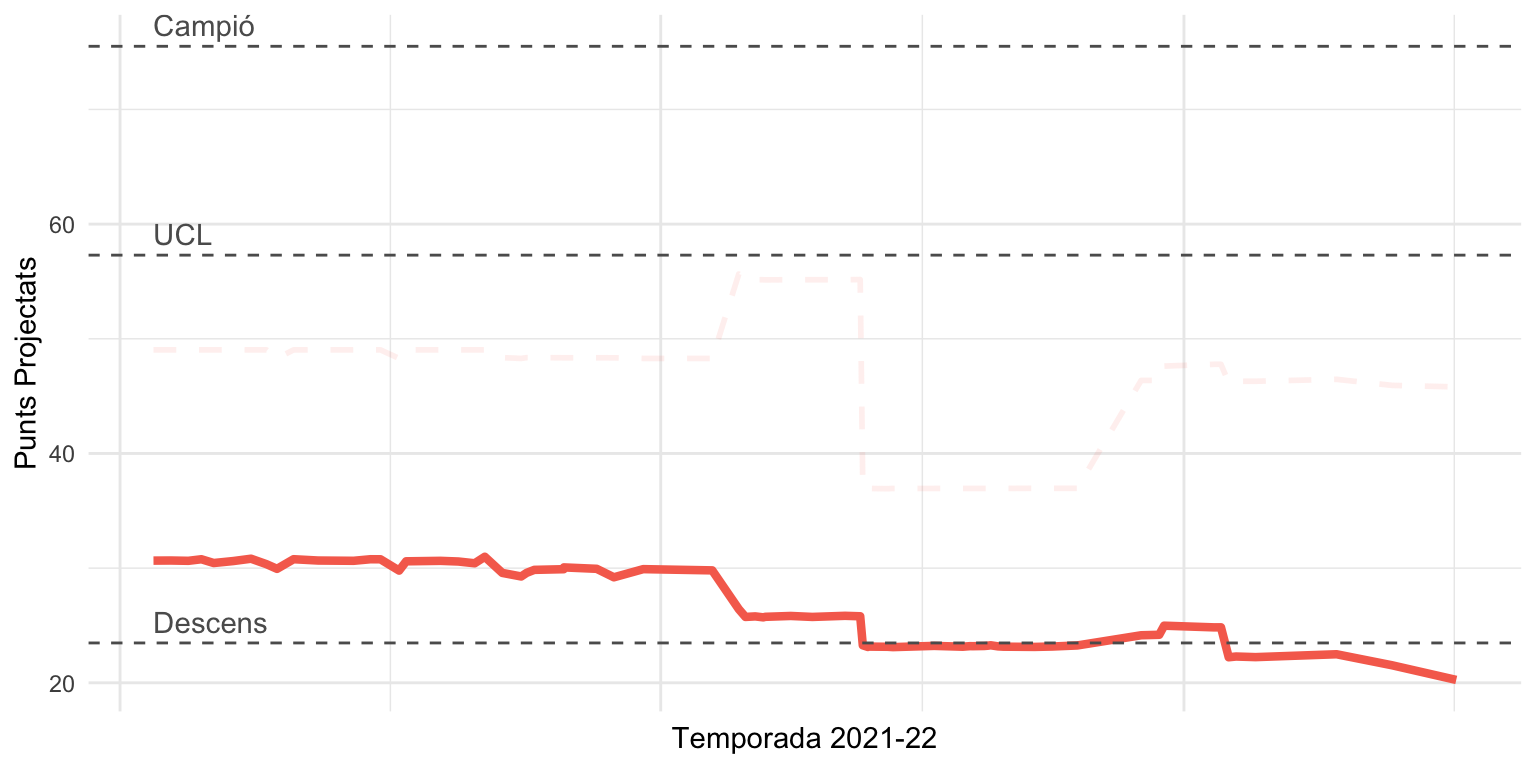 Campió
60
UCL
Punts Projectats
40
Descens
20
Temporada 2021-22